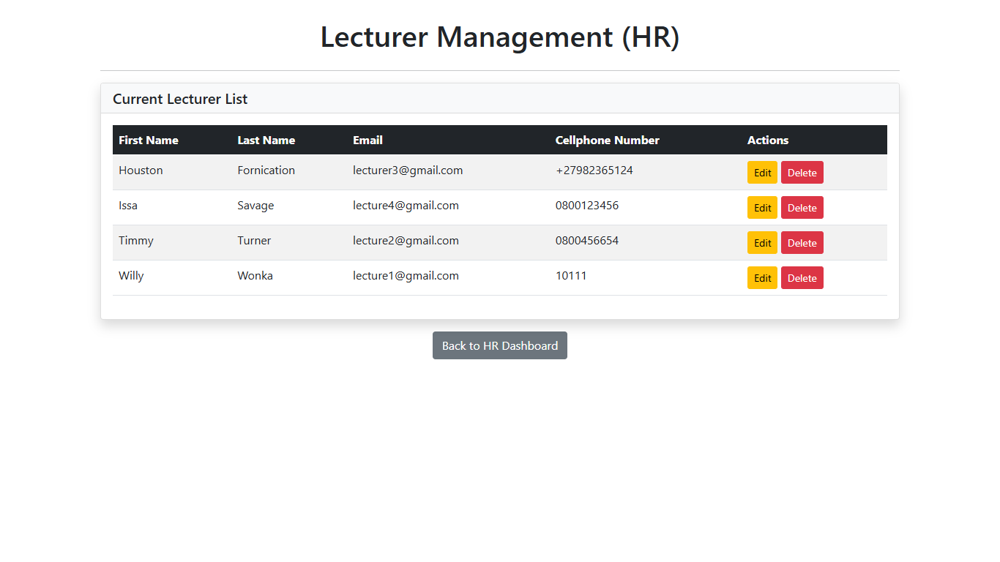 Lecturer Management (HR)
Current Lecturer List
First Name Last Name Email Cellphone Number Actions
Houston Fornication lecturer3@gmail.com +27982365124 Edit Delete
Issa Savage lecture4@gmail.com 0800123456 Edit Delete
Timmy Turner lecture2@gmail.com 0800456654 Edit Delete
Willy Wonka lecture1@gmail.com 10111 Edit Delete
Back to HR Dashboard